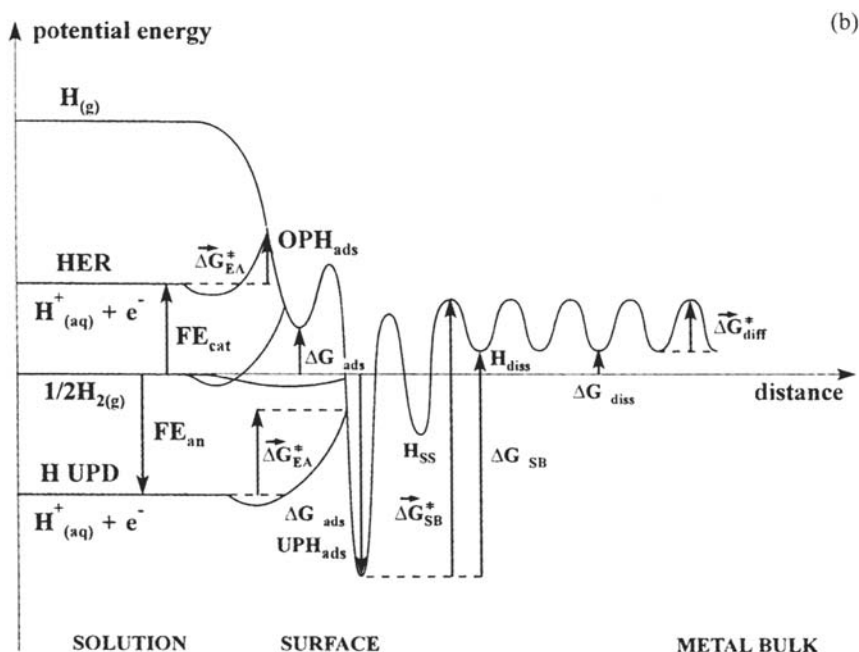 (b)
potential energy
H(g)
HER
ΔG*EA
OPHads
H+(aq) + e-
FEcat
ΔG ads
Hdiss
ΔG*diff
1/2H2(g)
ΔG diss
distance
FEan
ΔG*EA
HSS
ΔG SB
H UPD
ΔG ads
ΔG*SB
H+(aq) + e-
UPHads
SOLUTION
SURFACE
METAL BULK